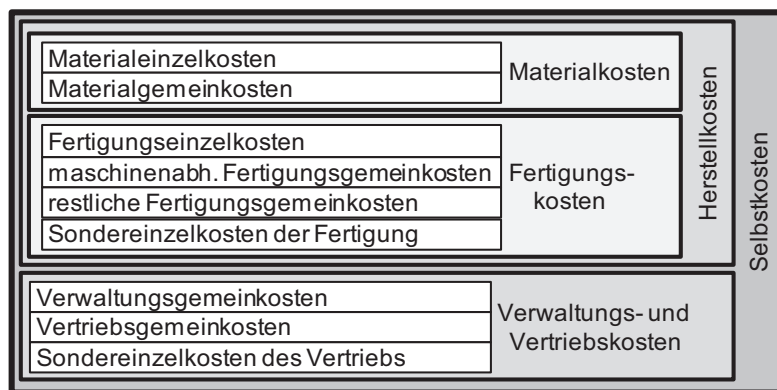 Materialeinzelkosten
Materialgemeinkosten
Materialkosten
Fertigungseinzelkosten
maschinenabh. Fertigungsgemeinkosten
restliche Fertigungsgemeinkosten
Sondereinzelkosten der Fertigung
Fertigungs-
kosten
Herstellkosten
Verwaltungsgemeinkosten
Vertriebsgemeinkosten
Sondereinzelkosten des Vertriebs
Verwaltungs- und
Vertriebskosten
Selbstkosten